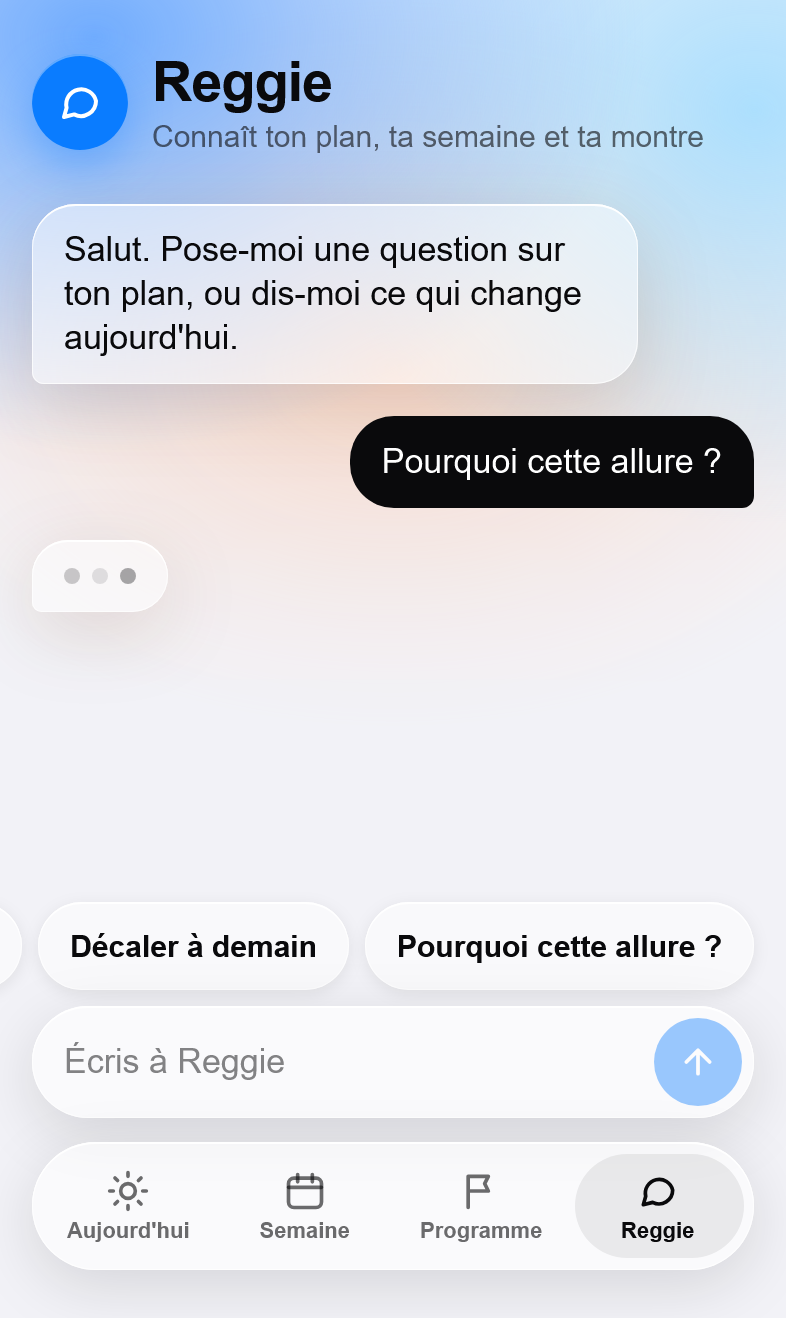 Reggie
Connaît ton plan, ta semaine et ta montre
Salut. Pose-moi une question sur
ton plan, ou dis-moi ce qui change
aujourd'hui.
Pourquoi cette allure ?
Décaler à demain
Pourquoi cette allure ?
Écris à Reggie
Aujourd'hui
Semaine
Programme
Reggie